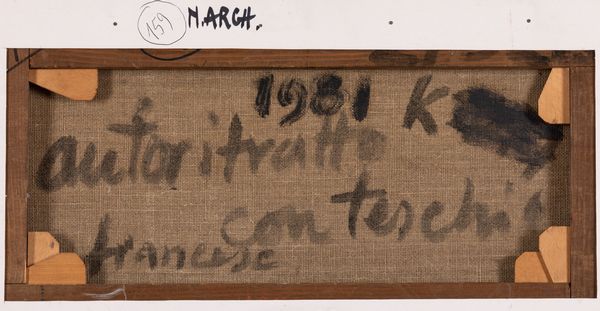 159 N. ARCH.
1981 K
autoritratto
con teschio
francese